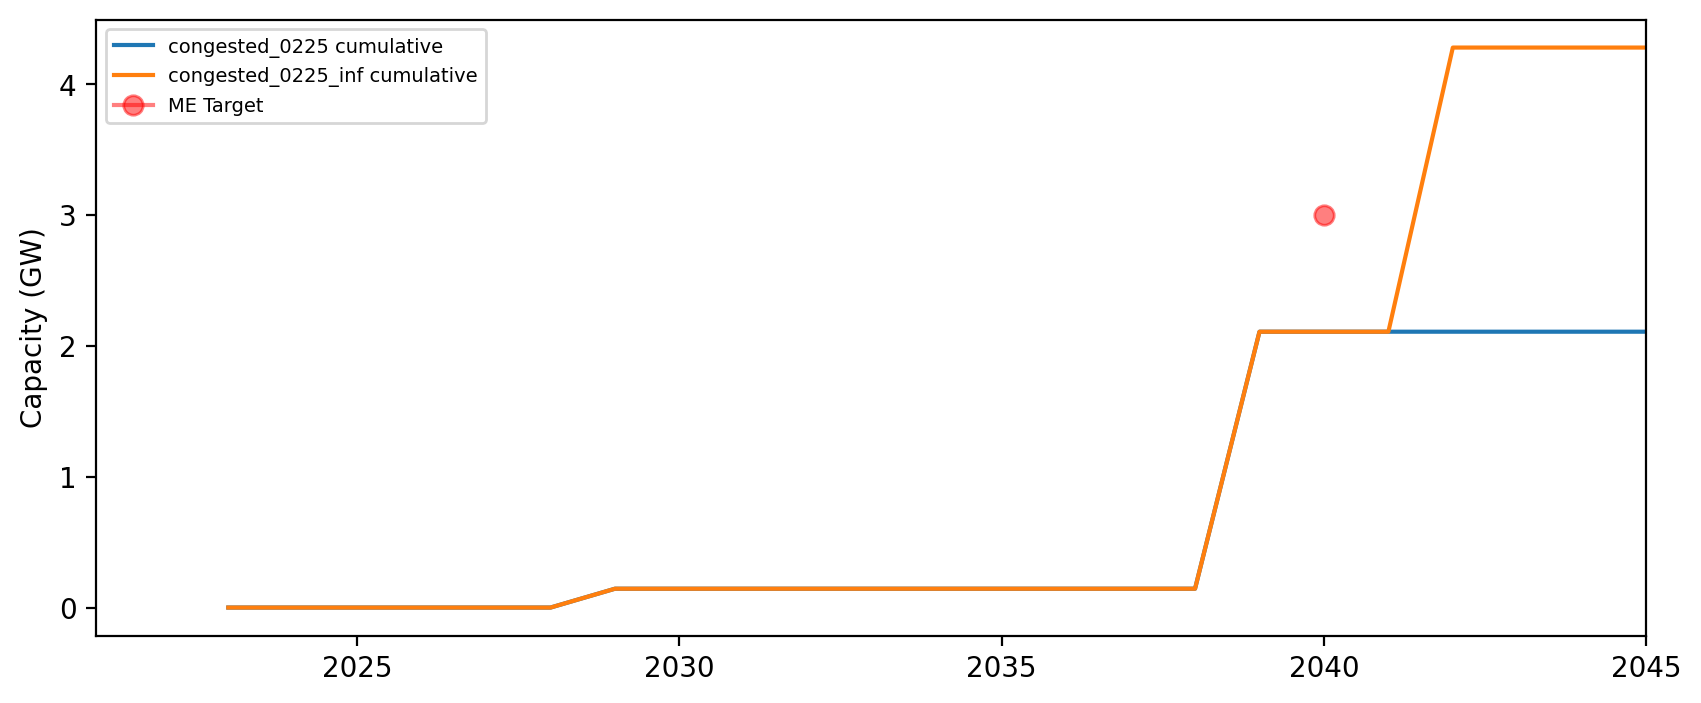 congested_0225 cumulative
congested_0225_inf cumulative
ME Target
Capacity (GW)
4
3
2
1
0
2025
2030
2035
2040
2045